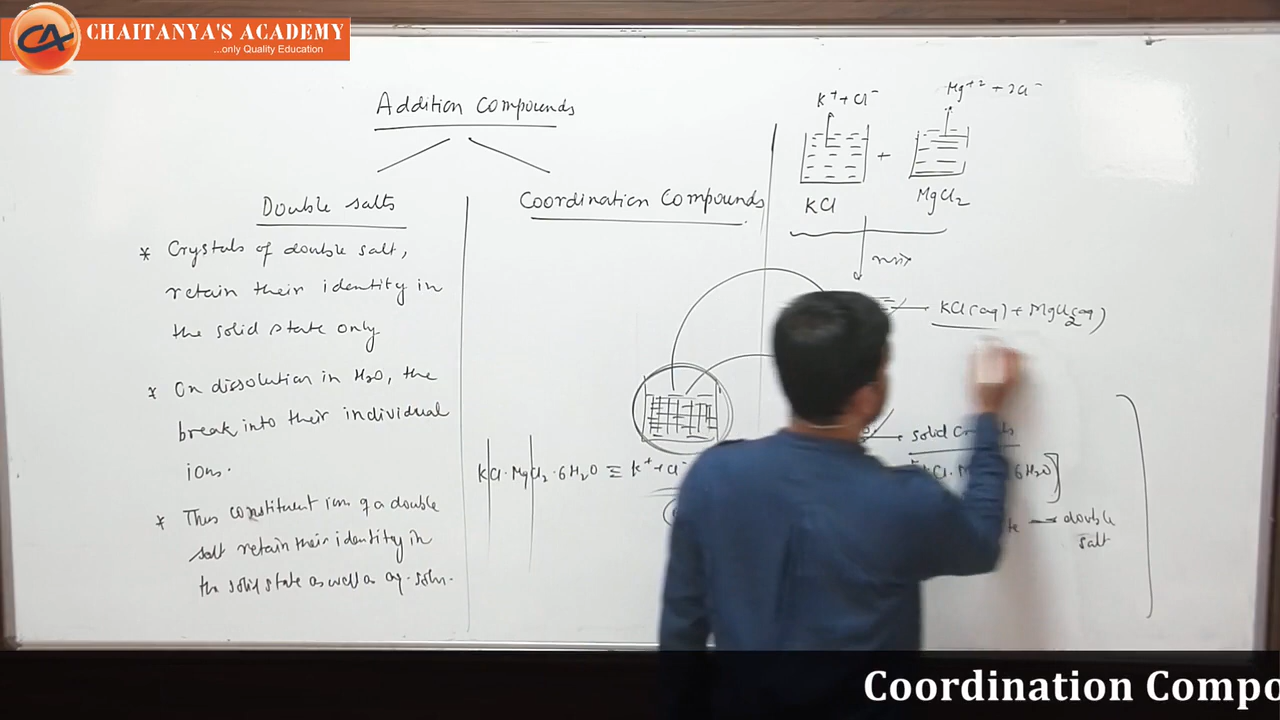 CHAITANYA'S ACADEMY
...only Quality Education
Addition Compounds
Double salts
* Crystals of double salt,
retain their identity in
the solid state only
* On dissolution in H2O, the
break into their individual
ions.
* Thus constituent ions of a double
salt retain their identity in
the solid state as well as aq. soln.
Coordination Compounds
KCl·MgCl2·6H2O ≡ K+ + Cl-
K+ + Cl-
Mg+2 + 2Cl-
+
KCl
MgCl2
mix
KCl(aq) + MgCl2(aq)
solid Crystals
6H2O]
double
salt
Coordination Compo